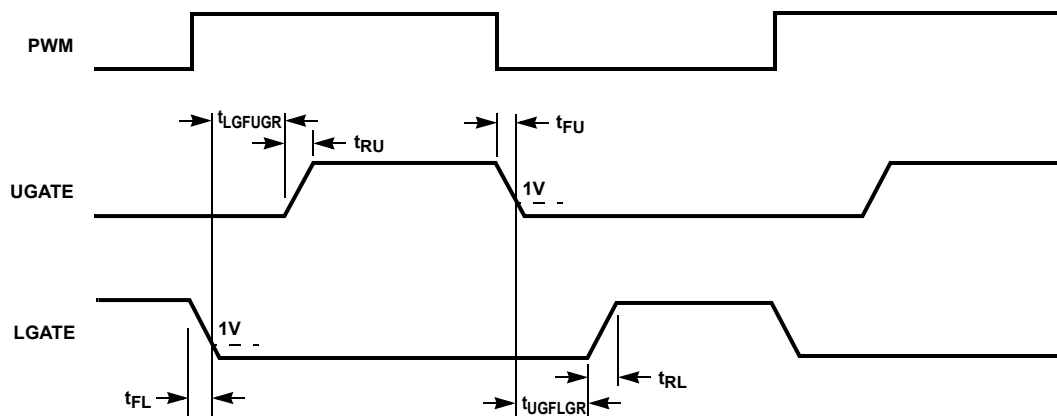 PWM
tLGFUGR
tRU
tFU
UGATE
1V
LGATE
1V
tFL
tUGFLGR
tRL